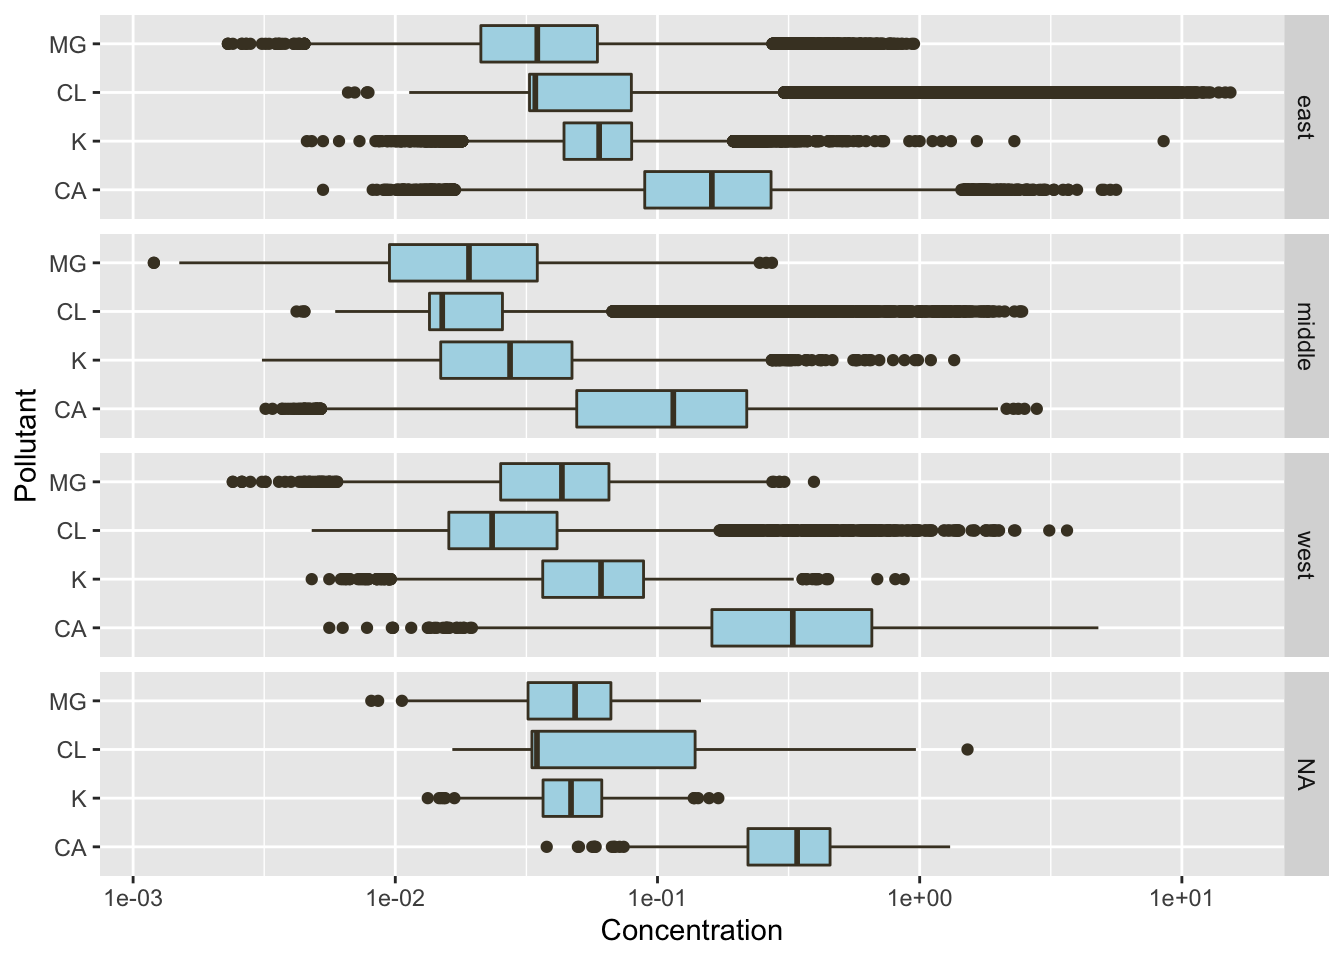 MG
CL
K
CA
east
MG
CL
K
CA
middle
MG
CL
K
CA
west
MG
CL
K
CA
NA
Pollutant
1e-03 1e-02 1e-01 1e+00 1e+01
Concentration